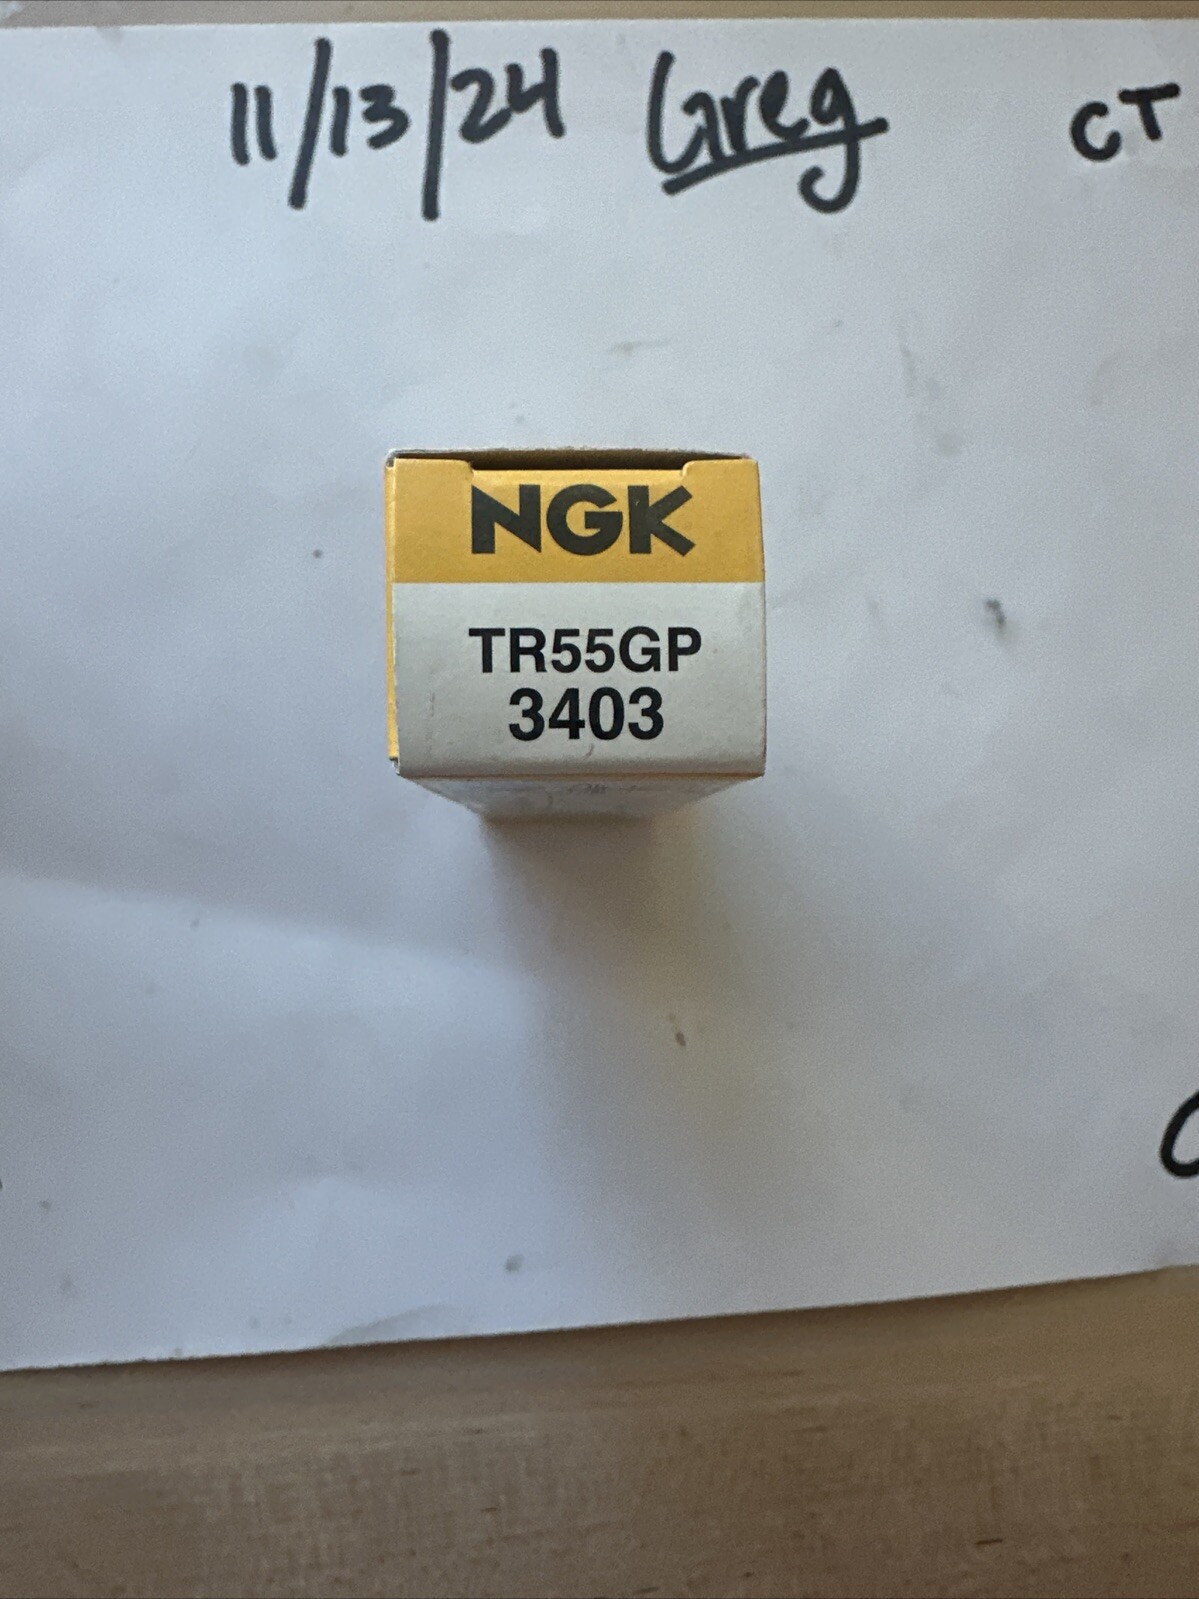 11/13/24 Greg CT
NGK
TR55GP
3403